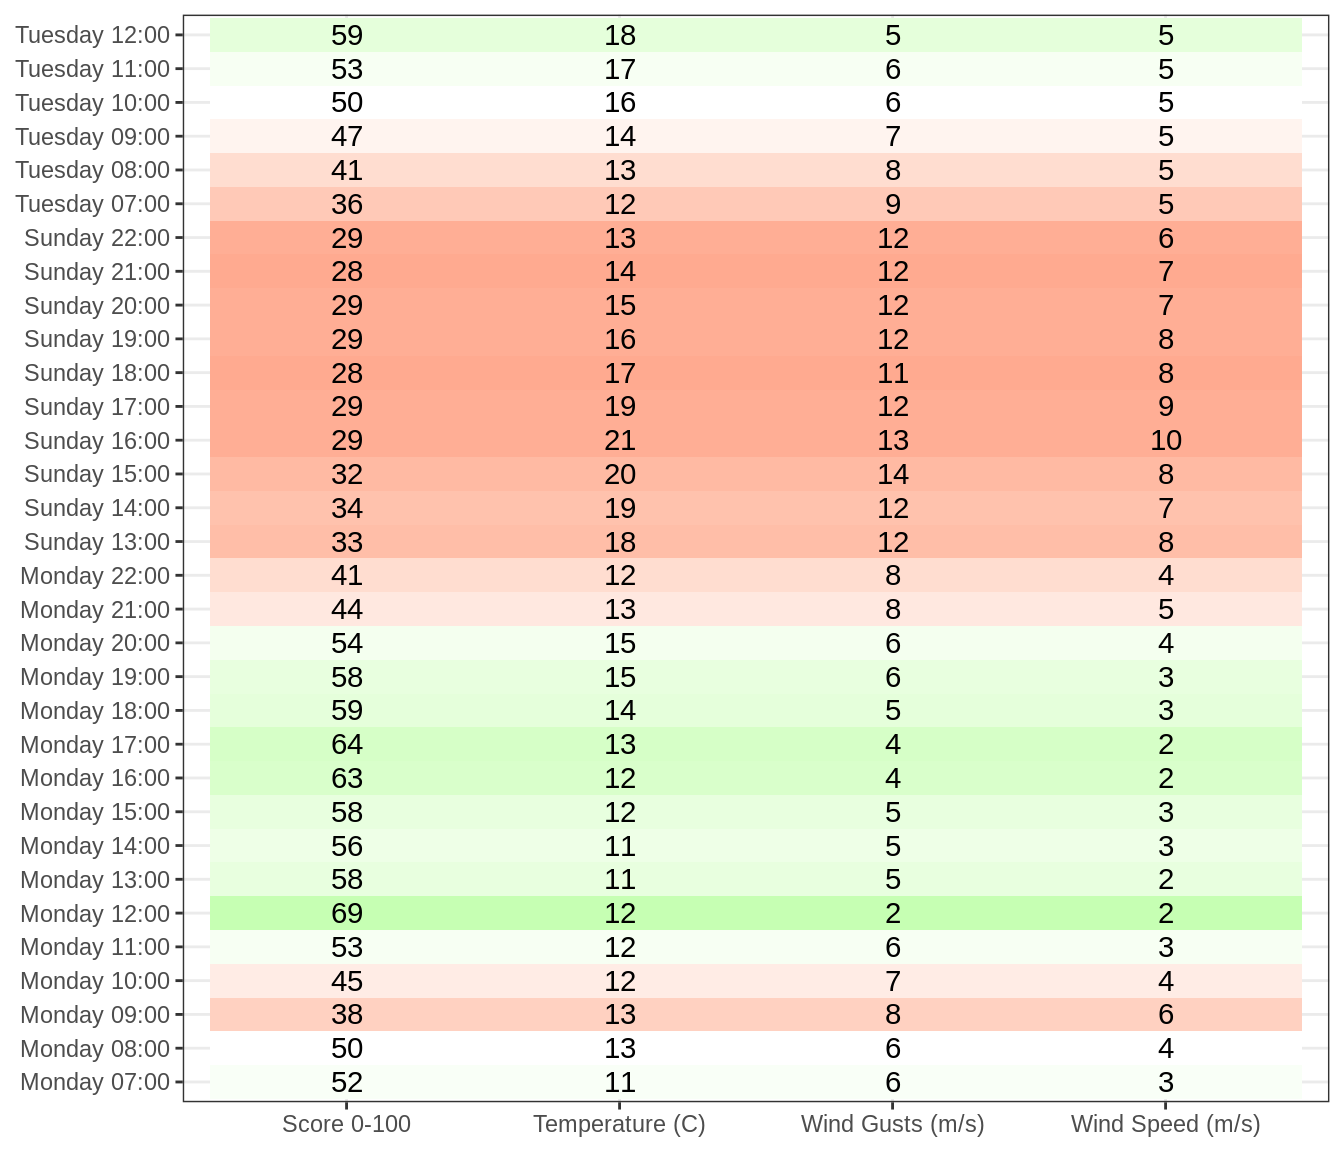 Tuesday 12:00 59 18 5 5
Tuesday 11:00 53 17 6 5
Tuesday 10:00 50 16 6 5
Tuesday 09:00 47 14 7 5
Tuesday 08:00 41 13 8 5
Tuesday 07:00 36 12 9 5
Sunday 22:00 29 13 12 6
Sunday 21:00 28 14 12 7
Sunday 20:00 29 15 12 7
Sunday 19:00 29 16 12 8
Sunday 18:00 28 17 11 8
Sunday 17:00 29 19 12 9
Sunday 16:00 29 21 13 10
Sunday 15:00 32 20 14 8
Sunday 14:00 34 19 12 7
Sunday 13:00 33 18 12 8
Monday 22:00 41 12 8 4
Monday 21:00 44 13 8 5
Monday 20:00 54 15 6 4
Monday 19:00 58 15 6 3
Monday 18:00 59 14 5 3
Monday 17:00 64 13 4 2
Monday 16:00 63 12 4 2
Monday 15:00 58 12 5 3
Monday 14:00 56 11 5 3
Monday 13:00 58 11 5 2
Monday 12:00 69 12 2 2
Monday 11:00 53 12 6 3
Monday 10:00 45 12 7 4
Monday 09:00 38 13 8 6
Monday 08:00 50 13 6 4
Monday 07:00 52 11 6 3
Score 0-100 Temperature (C) Wind Gusts (m/s) Wind Speed (m/s)